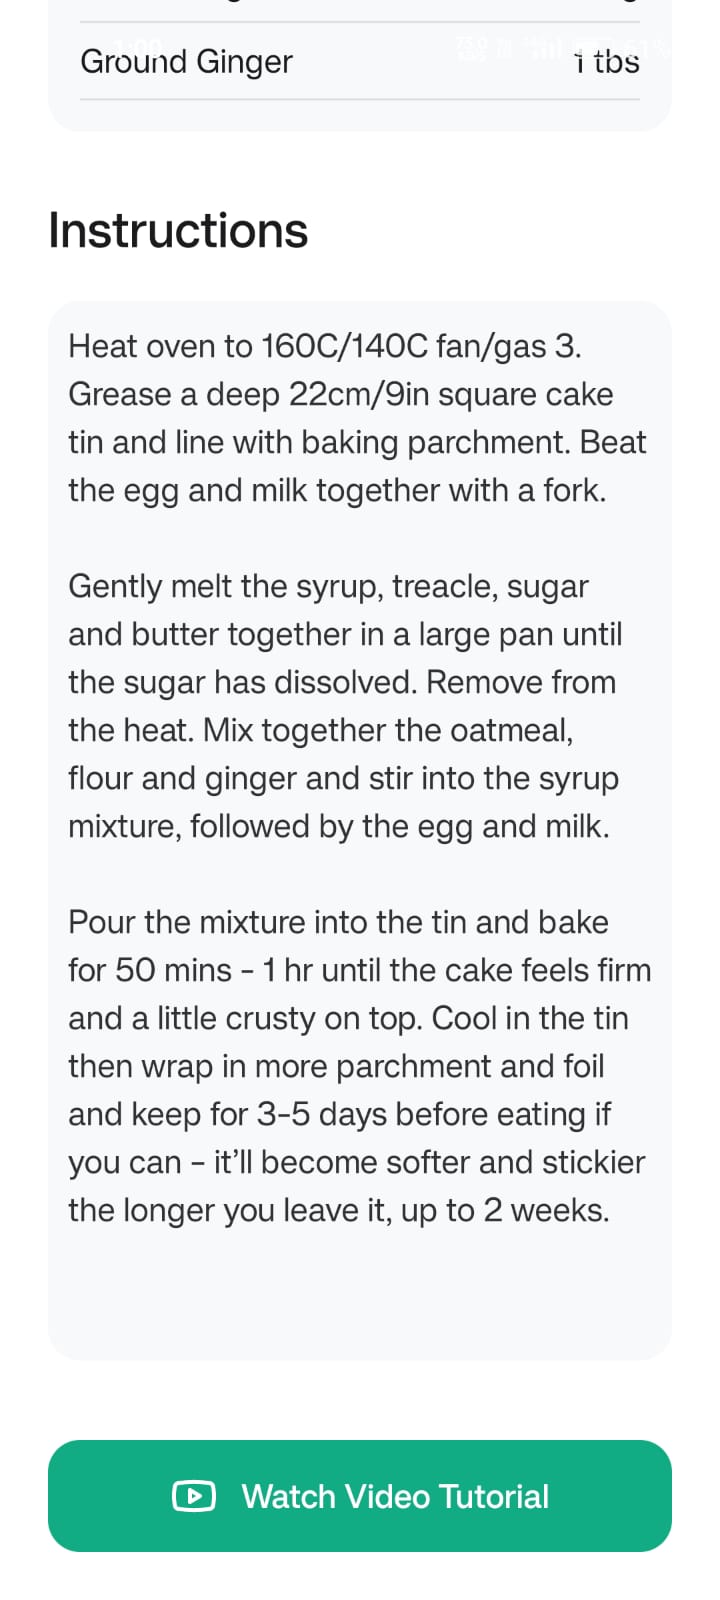 Ground Ginger 1 tbs
Instructions
Heat oven to 160C/140C fan/gas 3.
Grease a deep 22cm/9in square cake
tin and line with baking parchment. Beat
the egg and milk together with a fork.
Gently melt the syrup, treacle, sugar
and butter together in a large pan until
the sugar has dissolved. Remove from
the heat. Mix together the oatmeal,
flour and ginger and stir into the syrup
mixture, followed by the egg and milk.
Pour the mixture into the tin and bake
for 50 mins – 1 hr until the cake feels firm
and a little crusty on top. Cool in the tin
then wrap in more parchment and foil
and keep for 3-5 days before eating if
you can – it’ll become softer and stickier
the longer you leave it, up to 2 weeks.
Watch Video Tutorial